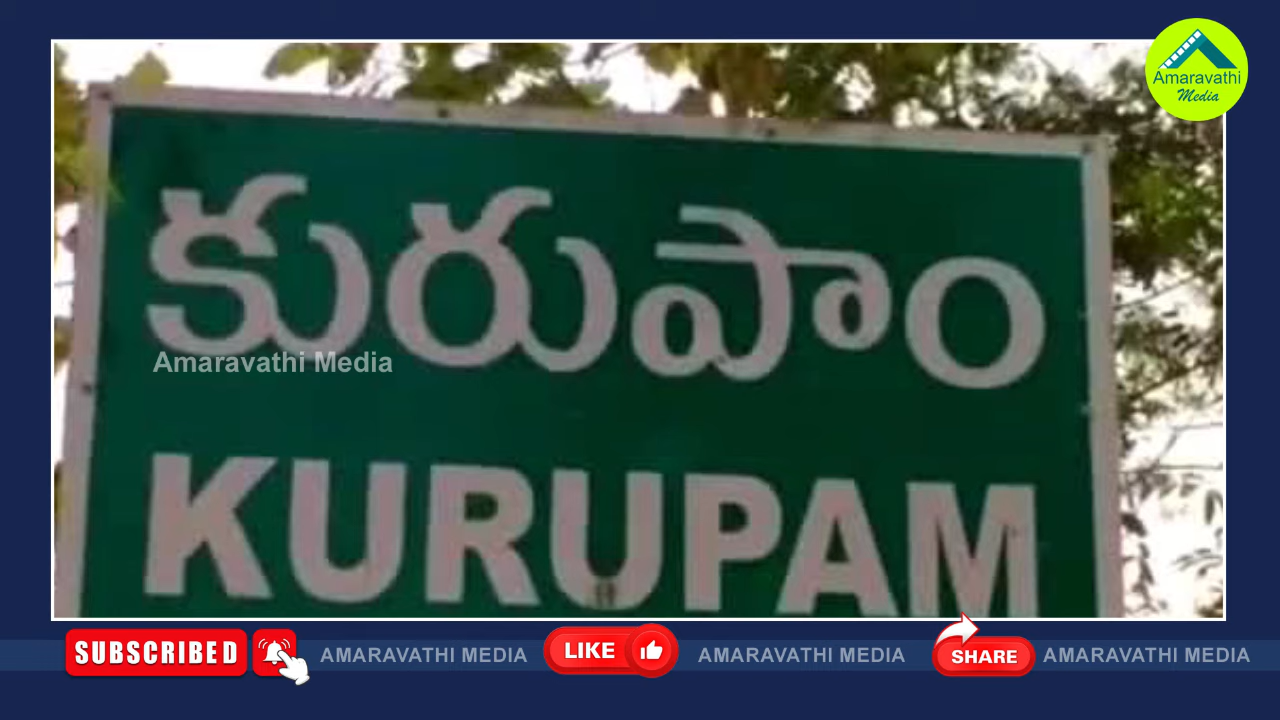 Amaravathi
Media
కురుపాం
Amaravathi Media
KURUPAM
SUBSCRIBED
AMARAVATHI MEDIA
LIKE
AMARAVATHI MEDIA
SHARE
AMARAVATHI MEDIA